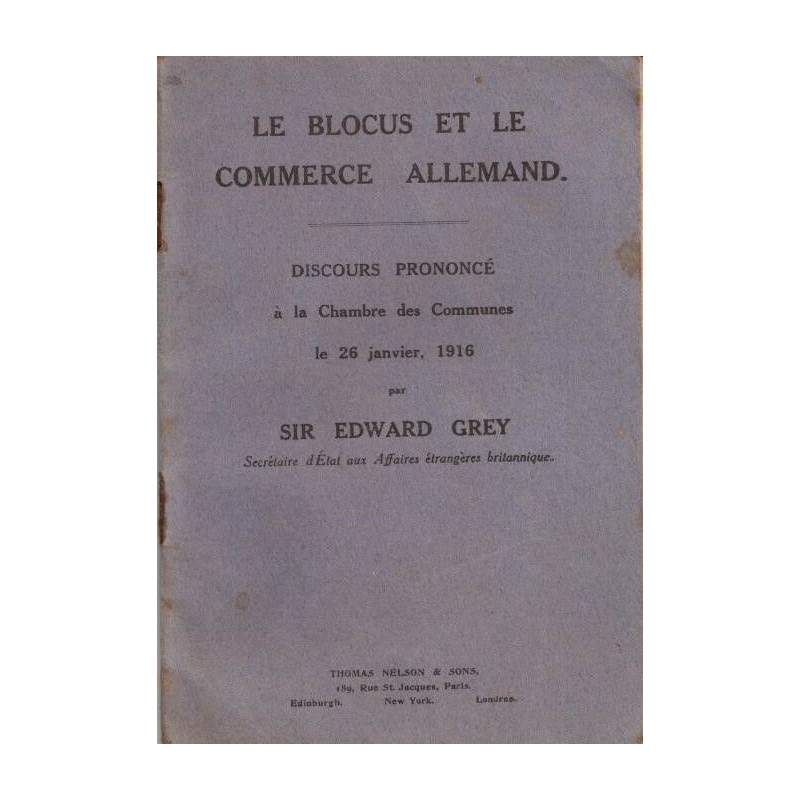 LE BLOCUS ET LE
COMMERCE ALLEMAND.
DISCOURS PRONONCÉ
à la Chambre des Communes
le 26 janvier, 1916
par
SIR EDWARD GREY
Secrétaire d'État aux Affaires étrangères britannique.
THOMAS NELSON & SONS,
189, Rue St. Jacques, Paris.
Edinburgh. New York. Londres.